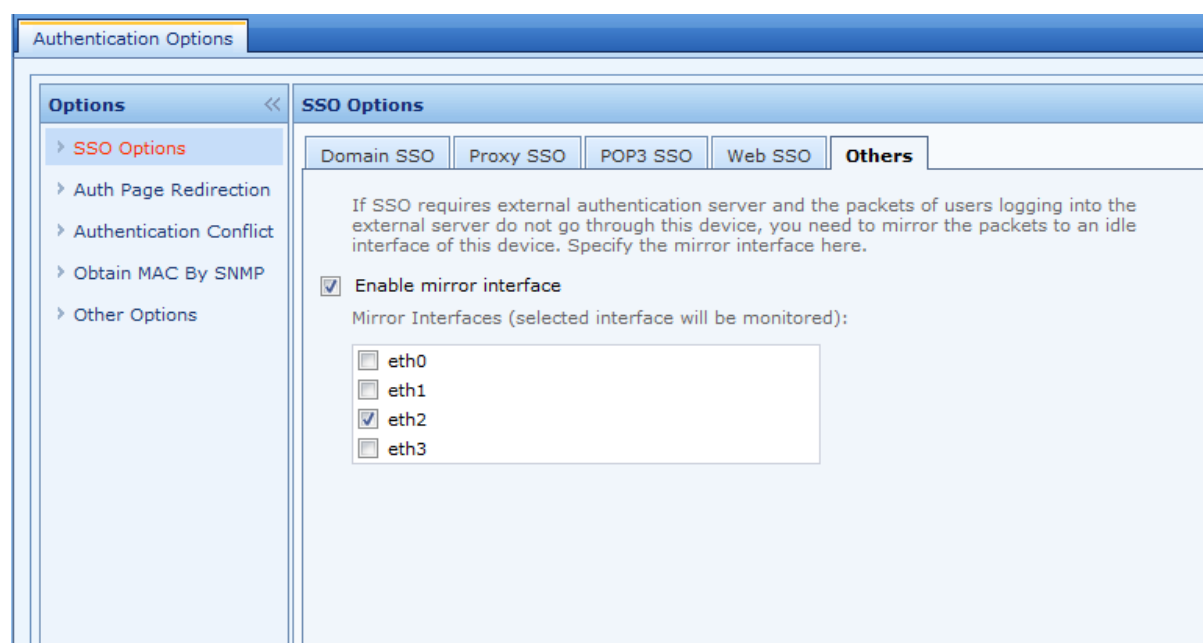 Authentication Options
Options
SSO Options
Auth Page Redirection
Authentication Conflict
Obtain MAC By SNMP
Other Options
SSO Options
Domain SSO
Proxy SSO
POP3 SSO
Web SSO
Others
If SSO requires external authentication server and the packets of users logging into the
external server do not go through this device, you need to mirror the packets to an idle
interface of this device. Specify the mirror interface here.
Enable mirror interface
Mirror Interfaces (selected interface will be monitored):
eth0
eth1
eth2
eth3